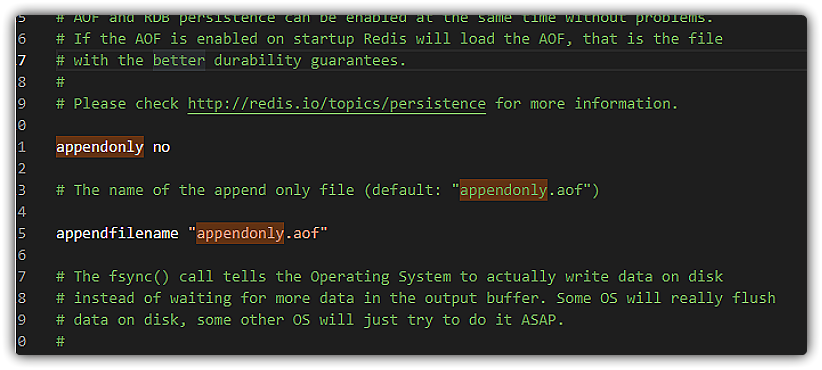 5 # AOF and RDB persistence can be enabled at the same time without problems.
6 # If the AOF is enabled on startup Redis will load the AOF, that is the file
7 # with the better durability guarantees.
8 #
9 # Please check http://redis.io/topics/persistence for more information.
0
1 appendonly no
2
3 # The name of the append only file (default: "appendonly.aof")
4
5 appendfilename "appendonly.aof"
6
7 # The fsync() call tells the Operating System to actually write data on disk
8 # instead of waiting for more data in the output buffer. Some OS will really flush
9 # data on disk, some other OS will just try to do it ASAP.
0 #